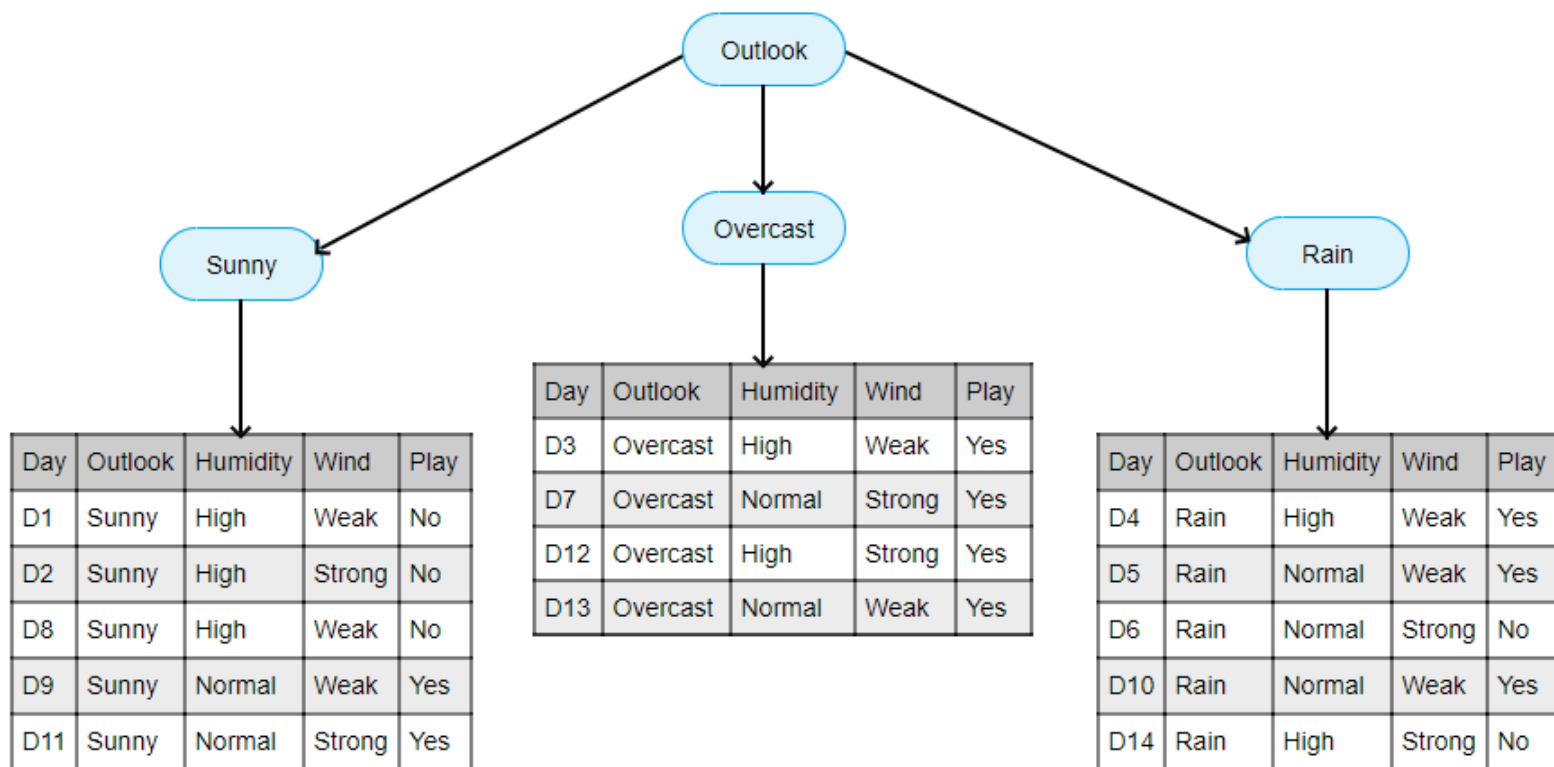 Outlook
Sunny
Overcast
Rain
Day Outlook Humidity Wind Play
D1 Sunny High Weak No
D2 Sunny High Strong No
D8 Sunny High Weak No
D9 Sunny Normal Weak Yes
D11 Sunny Normal Strong Yes
Day Outlook Humidity Wind Play
D3 Overcast High Weak Yes
D7 Overcast Normal Strong Yes
D12 Overcast High Strong Yes
D13 Overcast Normal Weak Yes
Day Outlook Humidity Wind Play
D4 Rain High Weak Yes
D5 Rain Normal Weak Yes
D6 Rain Normal Strong No
D10 Rain Normal Weak Yes
D14 Rain High Strong No